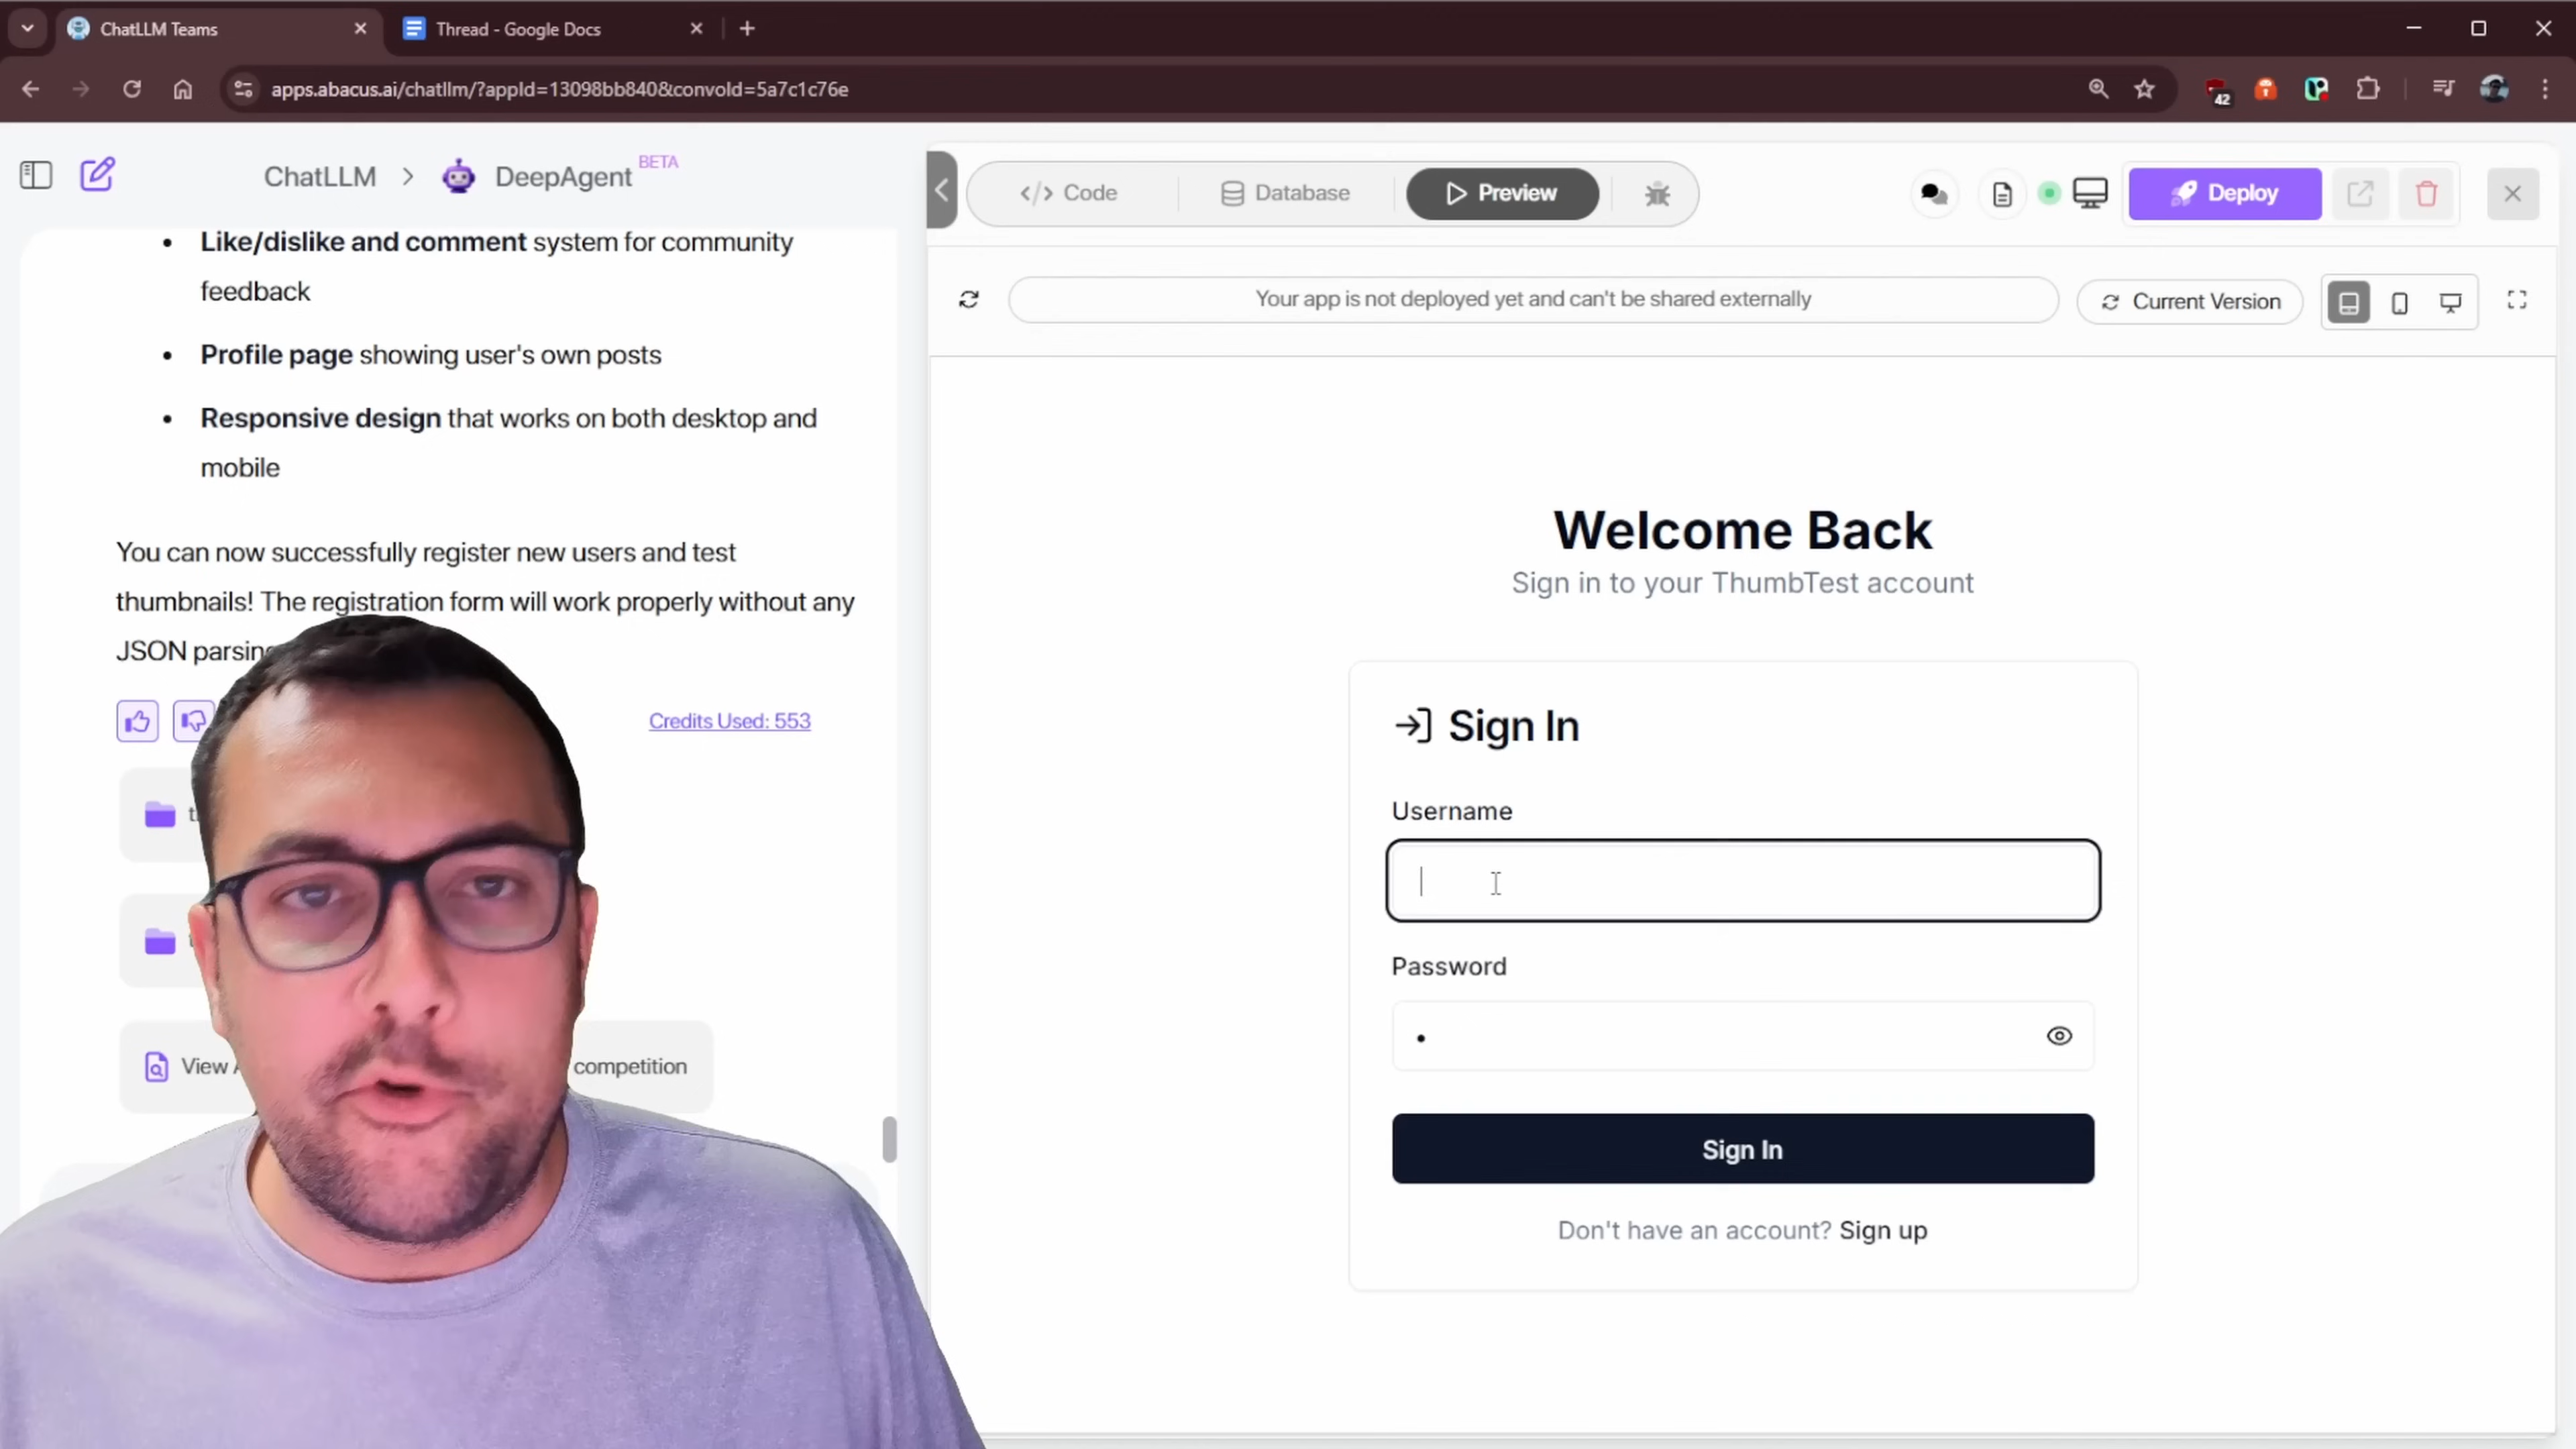 ChatLLM Teams
Thread - Google Docs
apps.abacus.ai/chatllm/?appId=13098bb840&convoId=5a7c1c76e
42
ChatLLM > DeepAgent BETA
Like/dislike and comment system for community
feedback
Profile page showing user's own posts
Responsive design that works on both desktop and
mobile
You can now successfully register new users and test
thumbnails! The registration form will work properly without any
JSON parsing
Credits Used: 553
View
competition
Code
Database
Preview
Deploy
Your app is not deployed yet and can't be shared externally
Current Version
Welcome Back
Sign in to your ThumbTest account
Sign In
Username
Password
Sign In
Don't have an account? Sign up